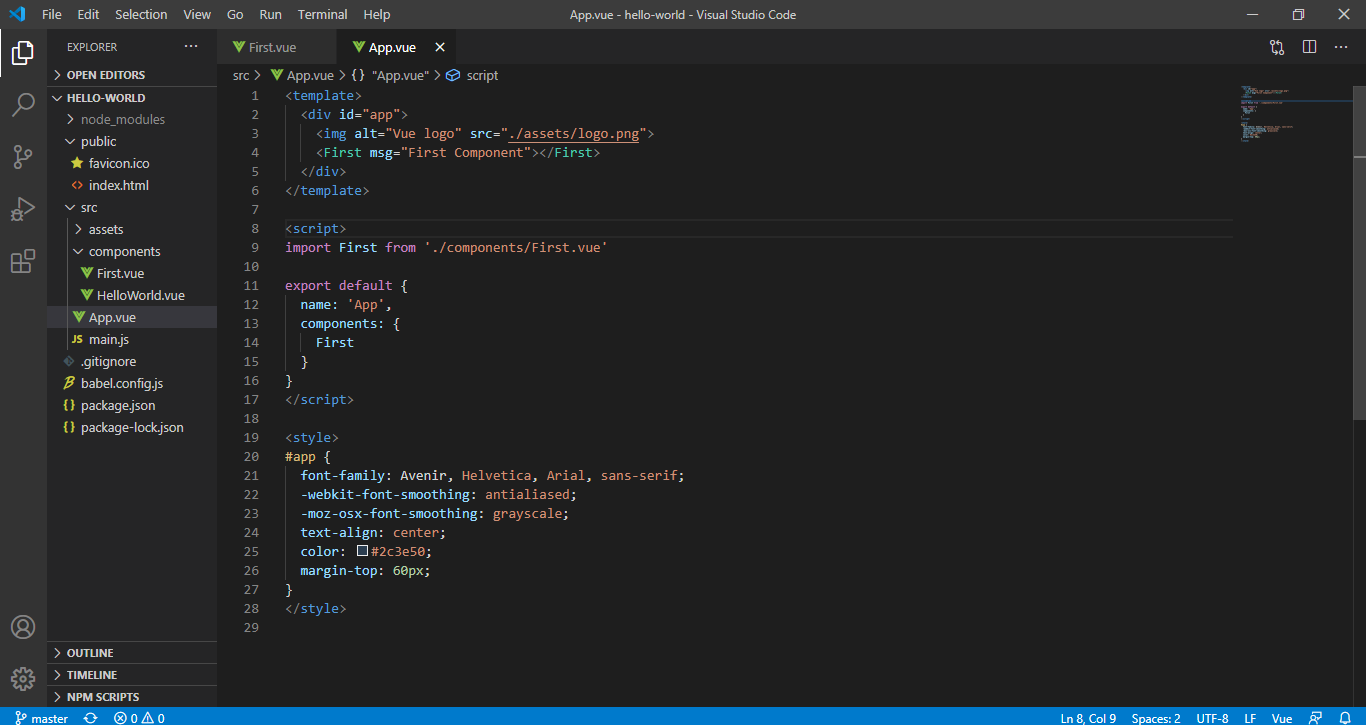 File Edit Selection View Go Run Terminal Help App.vue - hello-world - Visual Studio Code
EXPLORER
OPEN EDITORS
HELLO-WORLD
node_modules
public
favicon.ico
index.html
src
assets
components
First.vue
HelloWorld.vue
App.vue
JS main.js
.gitignore
babel.config.js
{} package.json
{} package-lock.json
OUTLINE
TIMELINE
NPM SCRIPTS
First.vue App.vue
src > App.vue > {} "App.vue" > script
1 <template>
2 <div id="app">
3 <img alt="Vue logo" src="./assets/logo.png">
4 <First msg="First Component"></First>
5 </div>
6 </template>
7
8 <script>
9 import First from './components/First.vue'
10
11 export default {
12 name: 'App',
13 components: {
14 First
15 }
16 }
17 </script>
18
19 <style>
20 #app {
21 font-family: Avenir, Helvetica, Arial, sans-serif;
22 -webkit-font-smoothing: antialiased;
23 -moz-osx-font-smoothing: grayscale;
24 text-align: center;
25 color: #2c3e50;
26 margin-top: 60px;
27 }
28 </style>
29
master 0 0 Ln 8, Col 9 Spaces: 2 UTF-8 LF Vue